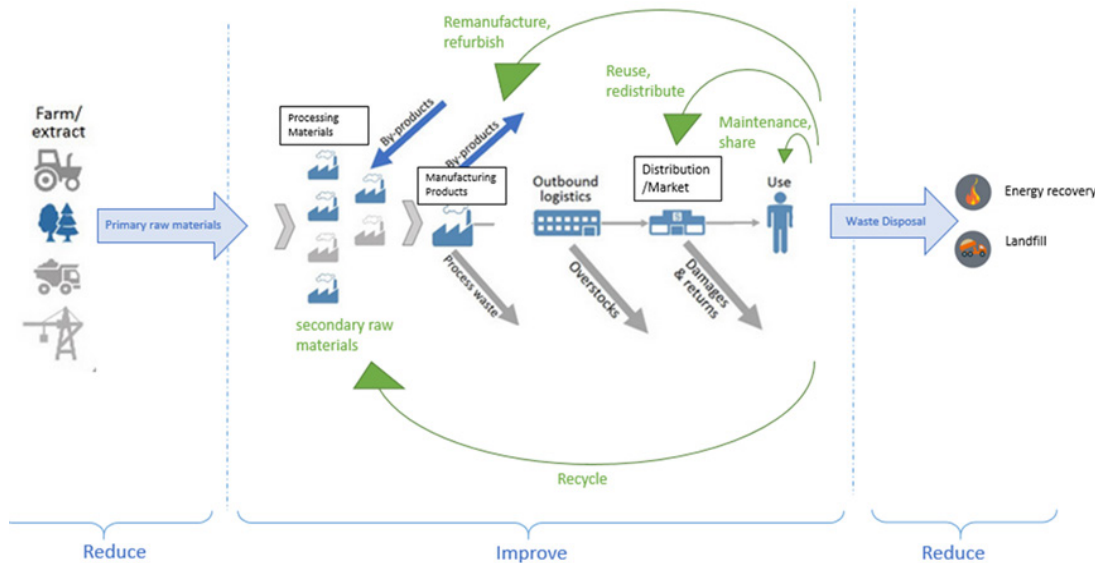 Farm/
extract
Primary raw materials
Processing
Materials
By-products
By-products
Manufacturing
Products
Remanufacture,
refurbish
Reuse,
redistribute
Maintenance,
share
Outbound
logistics
Distribution
/Market
S
Use
Process waste
Overstocks
Damages
& returns
secondary raw
materials
Recycle
Waste Disposal
Energy recovery
Landfill
Reduce
Improve
Reduce